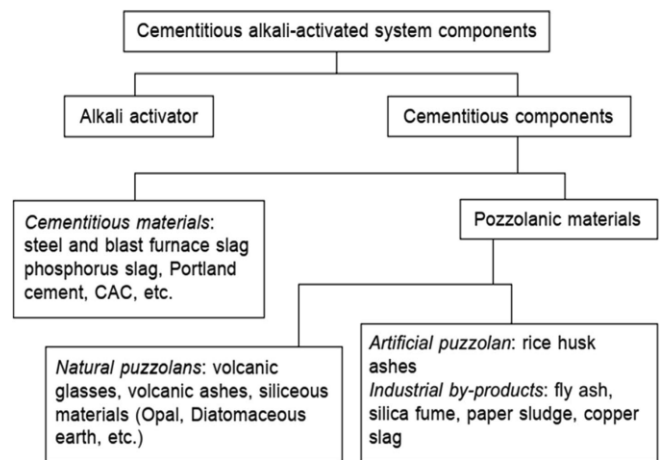 Cementitious alkali-activated system components
Alkali activator
Cementitious components
Cementitious materials:
steel and blast furnace slag
phosphorus slag, Portland
cement, CAC, etc.
Pozzolanic materials
Natural puzzolans: volcanic
glasses, volcanic ashes, siliceous
materials (Opal, Diatomaceous
earth, etc.)
Artificial puzzolan: rice husk
ashes
Industrial by-products: fly ash,
silica fume, paper sludge, copper
slag